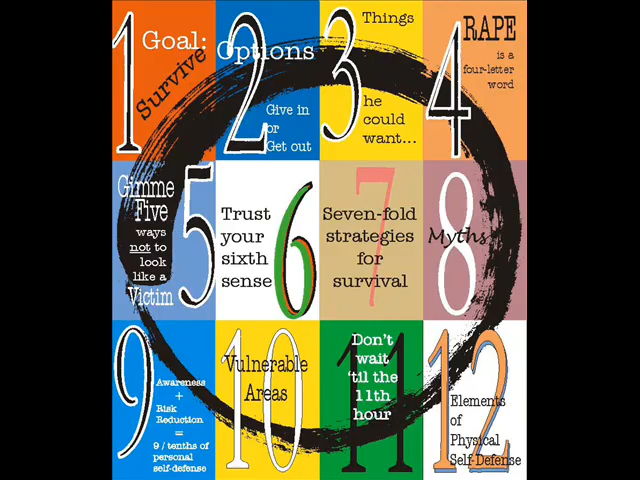 1
Goal:
Survive
2
Options
Give in
or
Get out
3
Things
he
could
want...
4
RAPE
is a
four-letter
word
5
Gimme
Five
ways
not to
look
like a
Victim
6
Trust
your
sixth
sense
7
Seven-fold
strategies
for
survival
8
Myths
9
Awareness
+
Risk
Reduction
=
9 / tenths of
personal
self-defense
10
Vulnerable
Areas
11
Don't
wait
'til the
11th
hour
12
Elements
of
Physical
Self-Defense